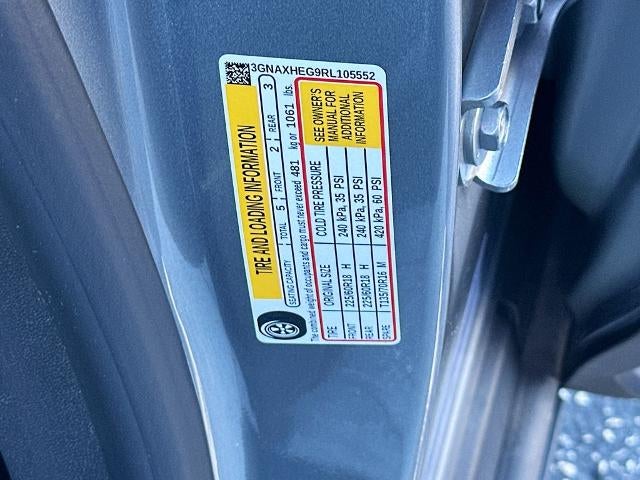 3GNAXHEG9RL105552
TIRE AND LOADING INFORMATION
SEATING CAPACITY TOTAL 5 FRONT 2 REAR 3
The combined weight of occupants and cargo must never exceed 481 kg or 1061 lbs.
TIRE ORIGINAL SIZE COLD TIRE PRESSURE
FRONT 225/60R18 H 240 kPa, 35 PSI
REAR 225/60R18 H 240 kPa, 35 PSI
SPARE T135/70R16 M 420 kPa, 60 PSI
SEE OWNER'S
MANUAL FOR
ADDITIONAL
INFORMATION